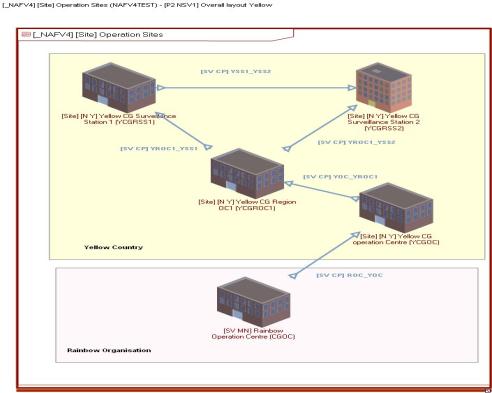 [_NAFV4] [Site] Operation Sites (NAFV4TEST) - [P2 NSV1] Overall layout Yellow
[_NAFV4] [Site] Operation Sites
[SV CP] YSS1_YSS2
[Site] [N Y] Yellow CG Surveillance
Station 1 (YCGRSS1)
[Site] [N Y] Yellow CG
Surveillance Station 2
(YCGRSS2)
[SV CP] YROC1_YSS1
[SV CP] YROC1_YSS2
[SV CP] YOC_YROC1
[Site] [N Y] Yellow CG Region
OC1 (YCGROC1)
[Site] [N Y] Yellow CG
operation Centre (YCGOC)
Yellow Country
[SV CP] ROC_YOC
[SV MN] Rainbow
Operation Centre (CGOC)
Rainbow Organisation